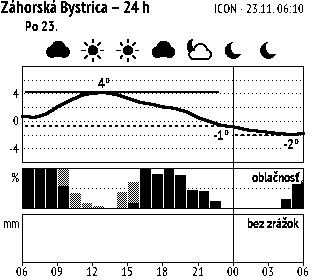 Záhorská Bystrica – 24 h
ICON · 23.11. 06:10
Po 23.
4°
4
0
-4
-1°
-2°
%
oblačnosť
mm
bez zrážok
06 09 12 15 18 21 00 03 06